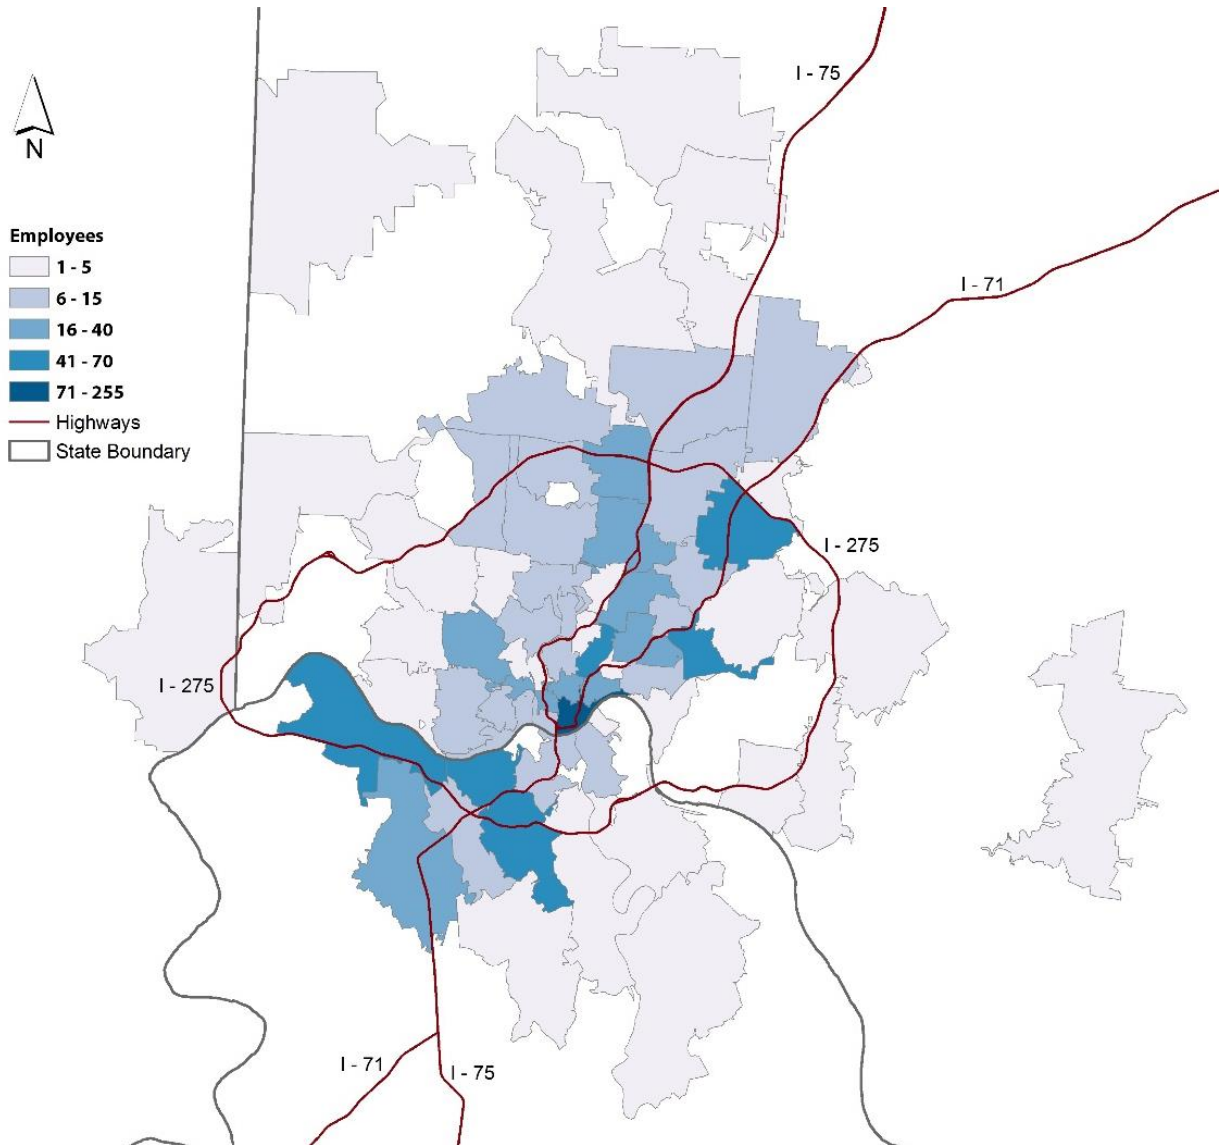 I - 75
N
Employees
1 - 5
6 - 15
16 - 40
41 - 70
71 - 255
Highways
State Boundary
I - 71
I - 275
I - 275
I - 71
I - 75